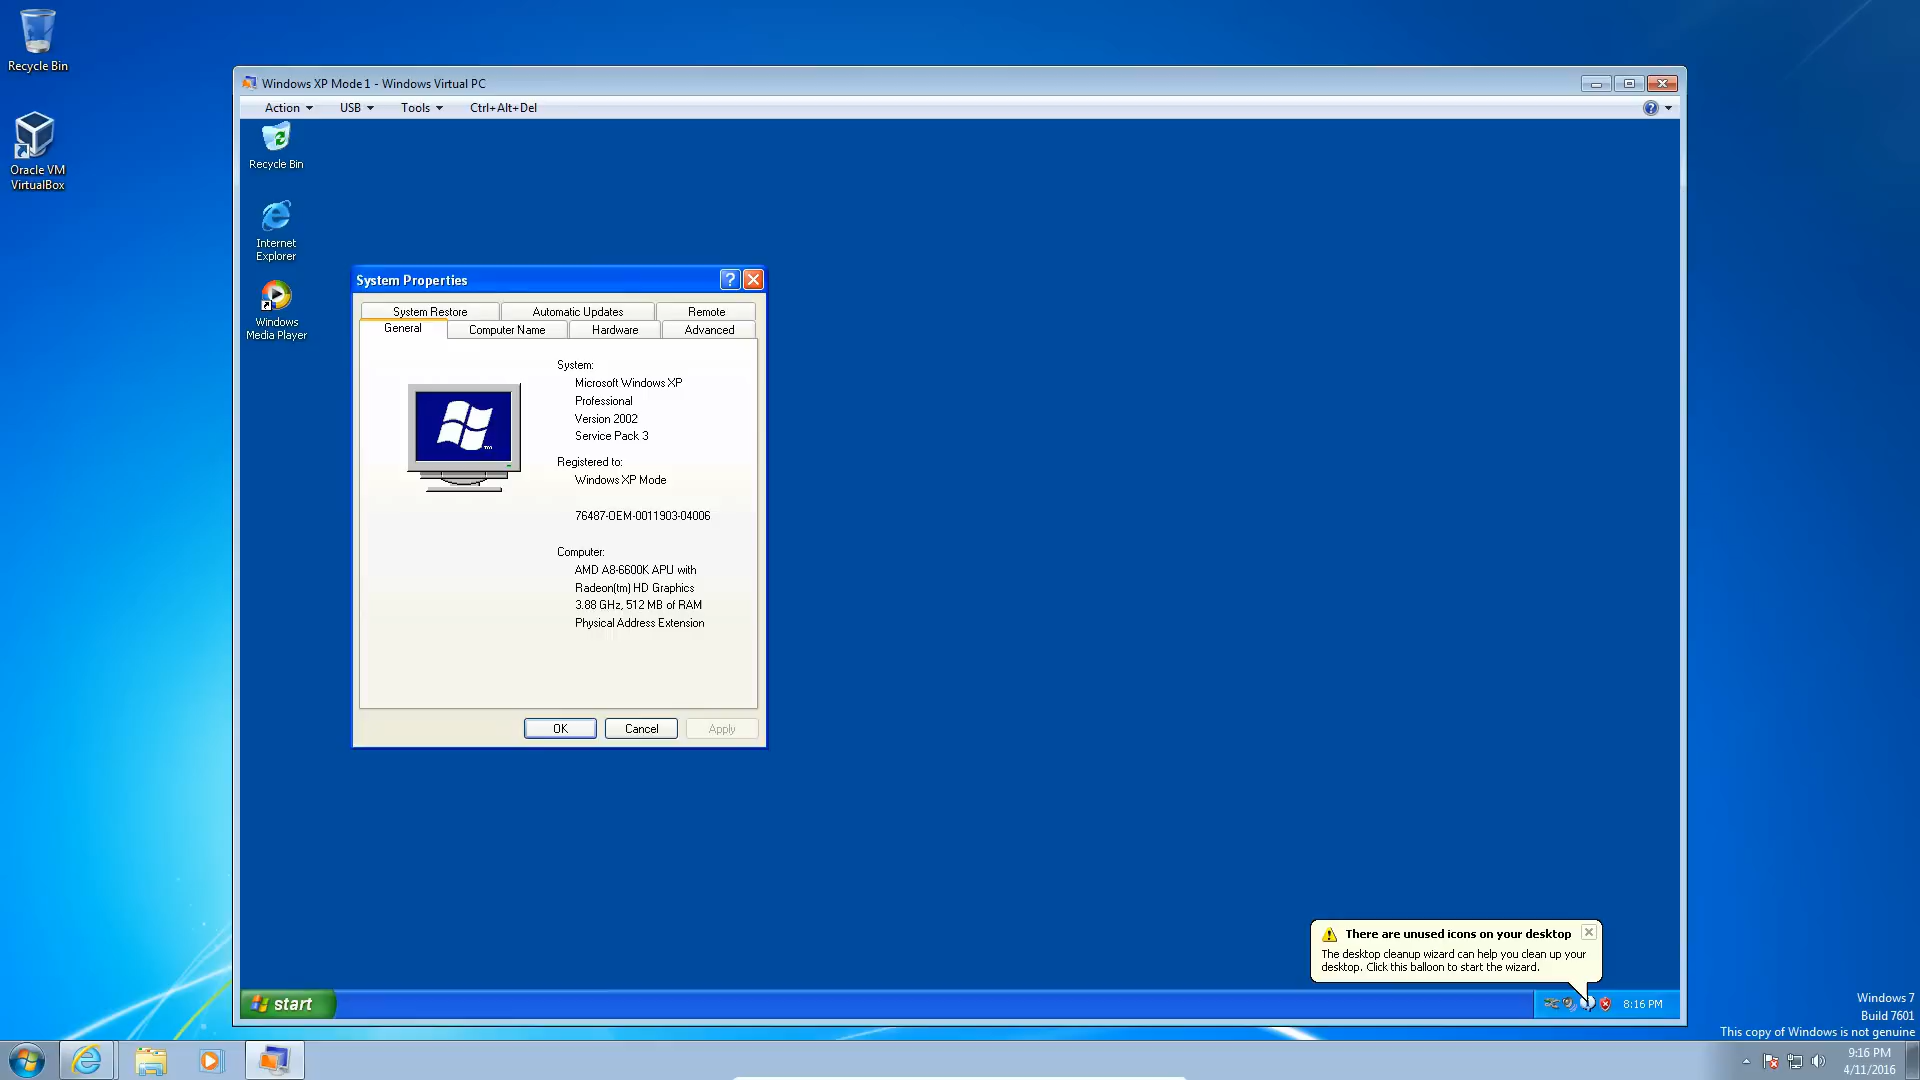 Recycle Bin
Oracle VM
VirtualBox
Windows XP Mode 1 - Windows Virtual PC
Action
USB
Tools
Ctrl+Alt+Del
Recycle Bin
Internet
Explorer
Windows
Media Player
System Properties
System Restore
Automatic Updates
Remote
General
Computer Name
Hardware
Advanced
System:
Microsoft Windows XP
Professional
Version 2002
Service Pack 3
Registered to:
Windows XP Mode
76487-OEM-0011903-04006
Computer:
AMD A8-6600K APU with
Radeon(tm) HD Graphics
3.88 GHz, 512 MB of RAM
Physical Address Extension
OK
Cancel
Apply
There are unused icons on your desktop
The desktop cleanup wizard can help you clean up your
desktop. Click this balloon to start the wizard.
start
8:16 PM
Windows 7
Build 7601
This copy of Windows is not genuine
9:16 PM
4/11/2016